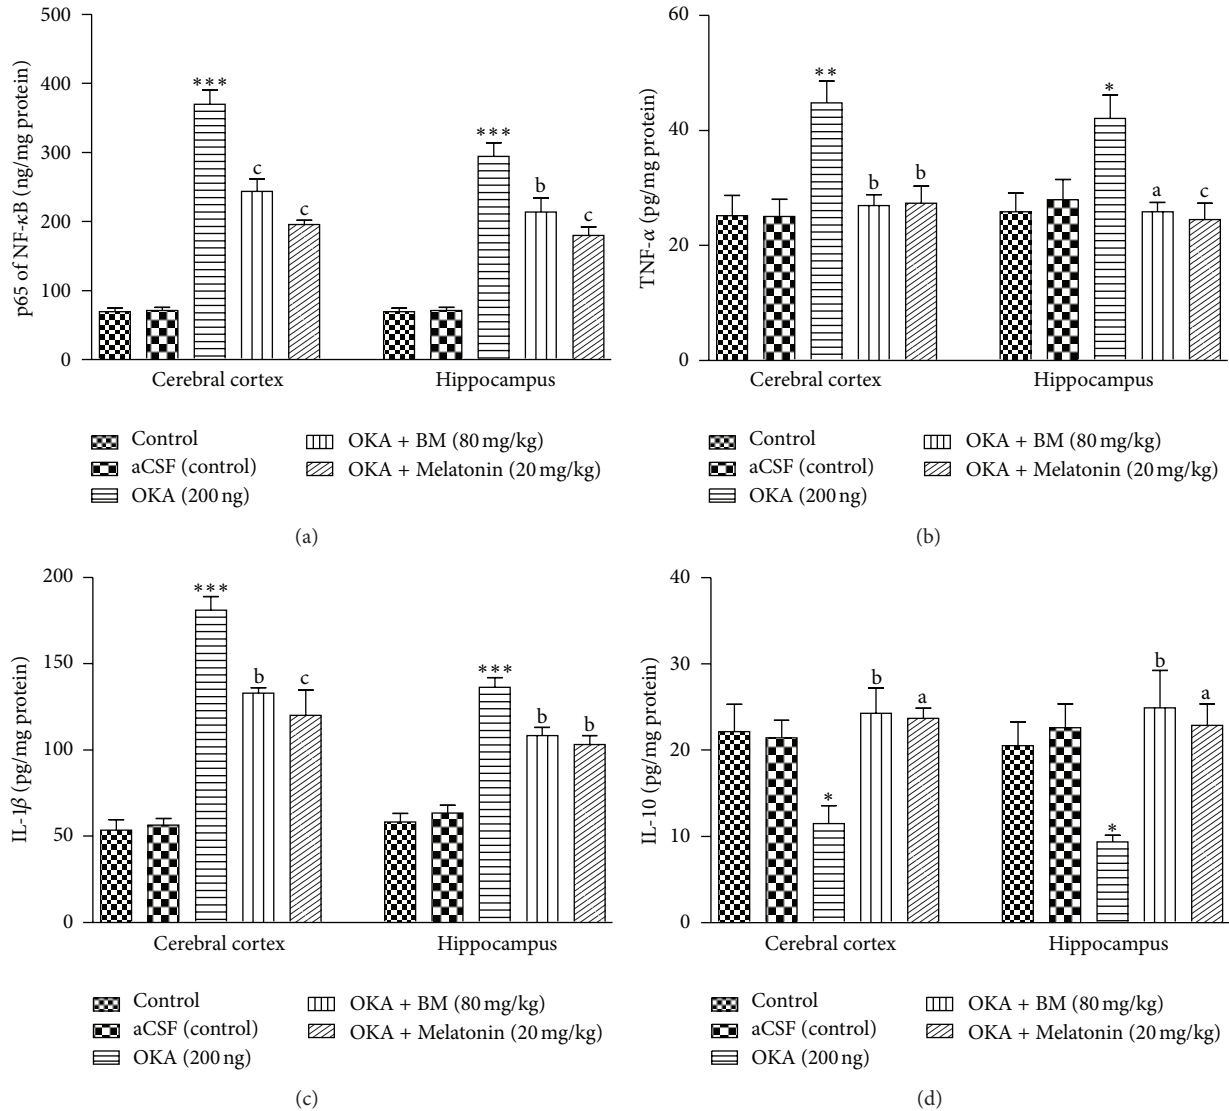 500
400
300
200
100
0
p65 of NF-κB (ng/mg protein)
***
c
c
***
b
c
Cerebral cortex
Hippocampus
Control
aCSF (control)
OKA (200 ng)
OKA + BM (80 mg/kg)
OKA + Melatonin (20 mg/kg)
(a)
60
40
20
0
TNF-α (pg/mg protein)
**
b
b
*
a
c
Cerebral cortex
Hippocampus
Control
aCSF (control)
OKA (200 ng)
OKA + BM (80 mg/kg)
OKA + Melatonin (20 mg/kg)
(b)
200
150
100
50
0
IL-1β (pg/mg protein)
***
b
c
***
b
b
Cerebral cortex
Hippocampus
Control
aCSF (control)
OKA (200 ng)
OKA + BM (80 mg/kg)
OKA + Melatonin (20 mg/kg)
(c)
40
30
20
10
0
IL-10 (pg/mg protein)
*
b
a
*
b
a
Cerebral cortex
Hippocampus
Control
aCSF (control)
OKA (200 ng)
OKA + BM (80 mg/kg)
OKA + Melatonin (20 mg/kg)
(d)